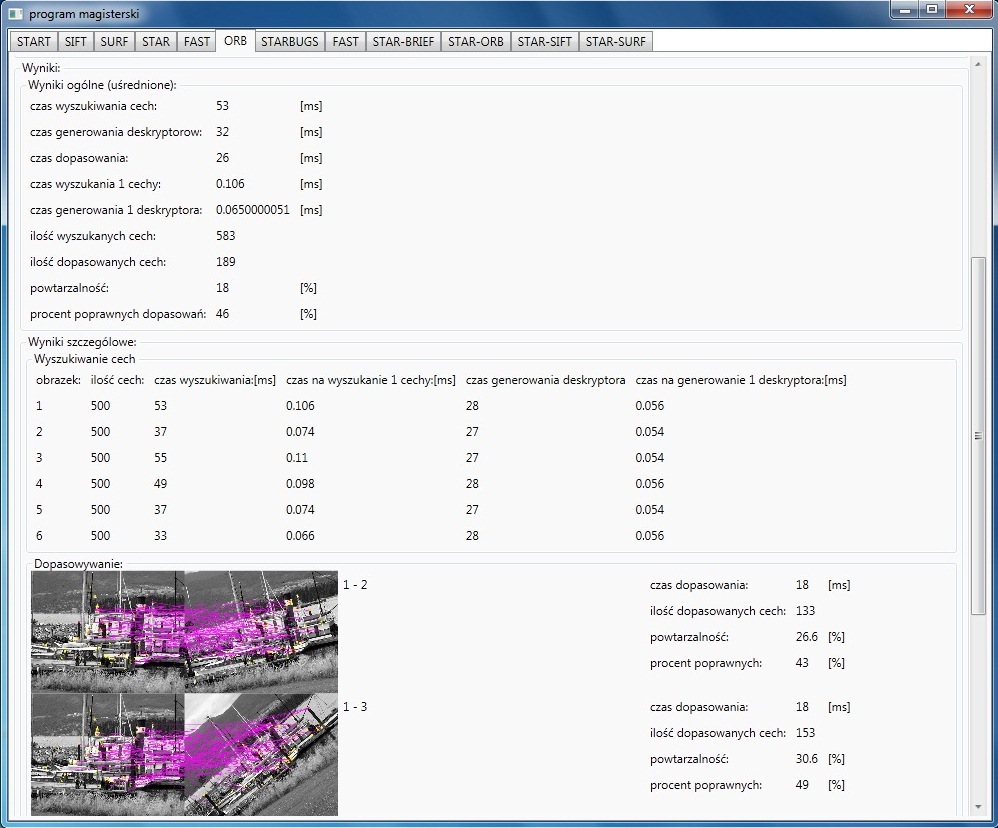 program magisterski
START SIFT SURF STAR FAST ORB STARBUGS FAST STAR-BRIEF STAR-ORB STAR-SIFT STAR-SURF
Wyniki:
Wyniki ogólne (uśrednione):
czas wyszukiwania cech: 53 [ms]
czas generowania deskryptorow: 32 [ms]
czas dopasowania: 26 [ms]
czas wyszukania 1 cechy: 0.106 [ms]
czas generowania 1 deskryptora: 0.0650000051 [ms]
ilość wyszukanych cech: 583
ilość dopasowanych cech: 189
powtarzalność: 18 [%]
procent poprawnych dopasowań: 46 [%]
Wyniki szczególowe:
Wyszukiwanie cech
obrazek: ilość cech: czas wyszukiwania:[ms] czas na wyszukanie 1 cechy:[ms] czas generowania deskryptora czas na generowanie 1 deskryptora:[ms]
1 500 53 0.106 28 0.056
2 500 37 0.074 27 0.054
3 500 55 0.11 27 0.054
4 500 49 0.098 28 0.056
5 500 37 0.074 27 0.054
6 500 33 0.066 28 0.056
Dopasowywanie:
1 - 2
czas dopasowania: 18 [ms]
ilość dopasowanych cech: 133
powtarzalność: 26.6 [%]
procent poprawnych: 43 [%]
1 - 3
czas dopasowania: 18 [ms]
ilość dopasowanych cech: 153
powtarzalność: 30.6 [%]
procent poprawnych: 49 [%]